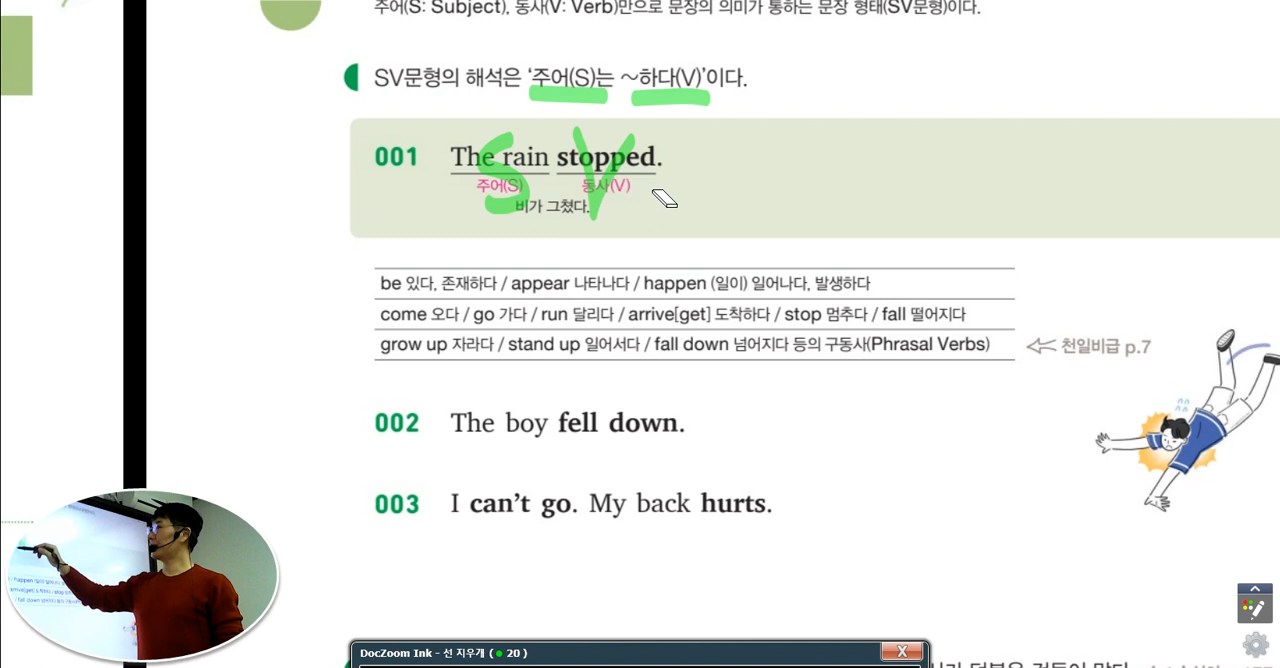 주어(S: Subject), 동사(V: Verb)만으로 문장의 의미가 통하는 문장 형태(SV문형)이다.
SV문형의 해석은 ‘주어(S)는 ~하다(V)’이다.
S V
001 The rain stopped.
주어(S) 동사(V)
비가 그쳤다.
be 있다, 존재하다 / appear 나타나다 / happen (일이) 일어나다, 발생하다
come 오다 / go 가다 / run 달리다 / arrive[get] 도착하다 / stop 멈추다 / fall 떨어지다
grow up 자라다 / stand up 일어서다 / fall down 넘어지다 등의 구동사(Phrasal Verbs)
천일비급 p.7
002 The boy fell down.
003 I can’t go. My back hurts.
DocZoom Ink - 선 지우개 ( 20 )
X